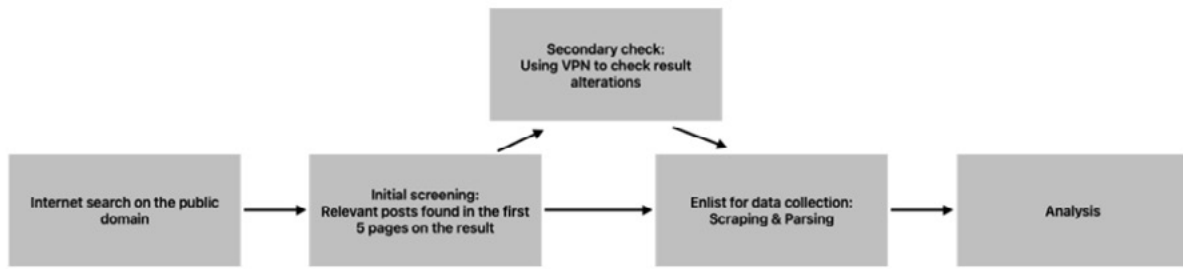 Secondary check:
Using VPN to check result
alterations
Internet search on the public
domain
Initial screening:
Relevant posts found in the first
5 pages on the result
Enlist for data collection:
Scraping & Parsing
Analysis